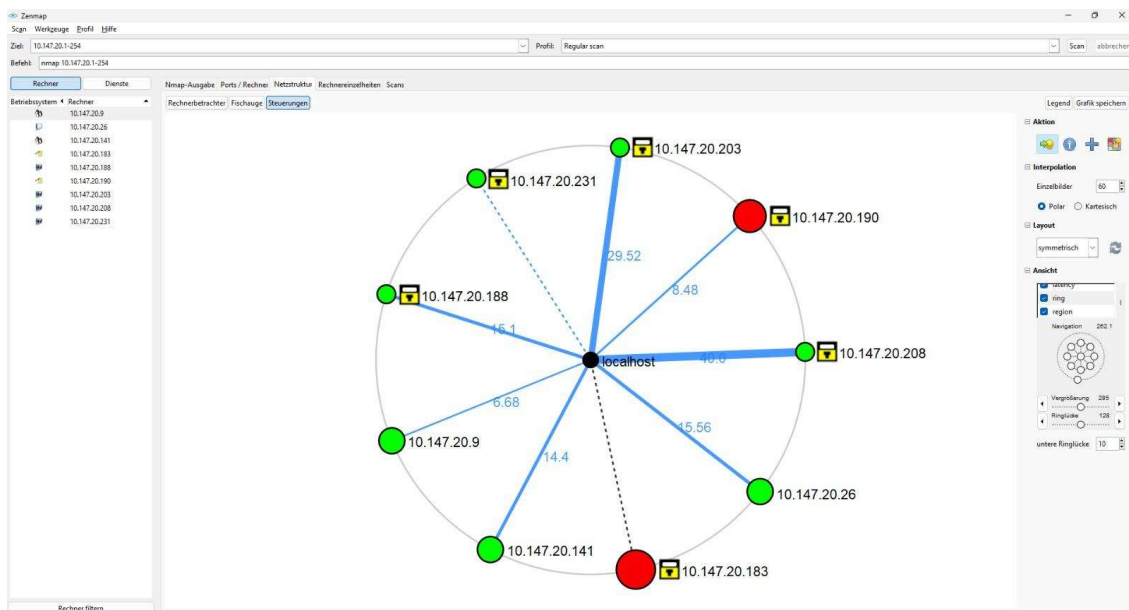 Zenmap
Scan Werkzeuge Profil Hilfe
Ziel: 10.147.20.1-254 Profil: Regular scan Scan abbrechen
Befehl: nmap 10.147.20.1-254
Rechner Dienste Nmap-Ausgabe Ports / Rechner Netzstruktur Rechnereinzelheiten Scans
Betriebssystem Rechner Rechnerbetrachter Fischauge Steuerungen Legend Grafik speichern
10.147.20.9
10.147.20.26
10.147.20.141
10.147.20.183
10.147.20.188
10.147.20.190
10.147.20.203
10.147.20.208
10.147.20.231
Rechner filtern
10.147.20.203
10.147.20.231
10.147.20.190
29.52
8.48
10.147.20.188
15.1
10.147.20.208
40.0
localhost
6.68
15.56
10.147.20.9
14.4
10.147.20.26
10.147.20.141
10.147.20.183
Aktion
Interpolation
Einzelbilder 60
Polar Kartesisch
Layout
symmetrisch
Ansicht
latency
ring
region
Navigation 262.1
Vergrößerung 285
Ringlücke 128
untere Ringlücke 10